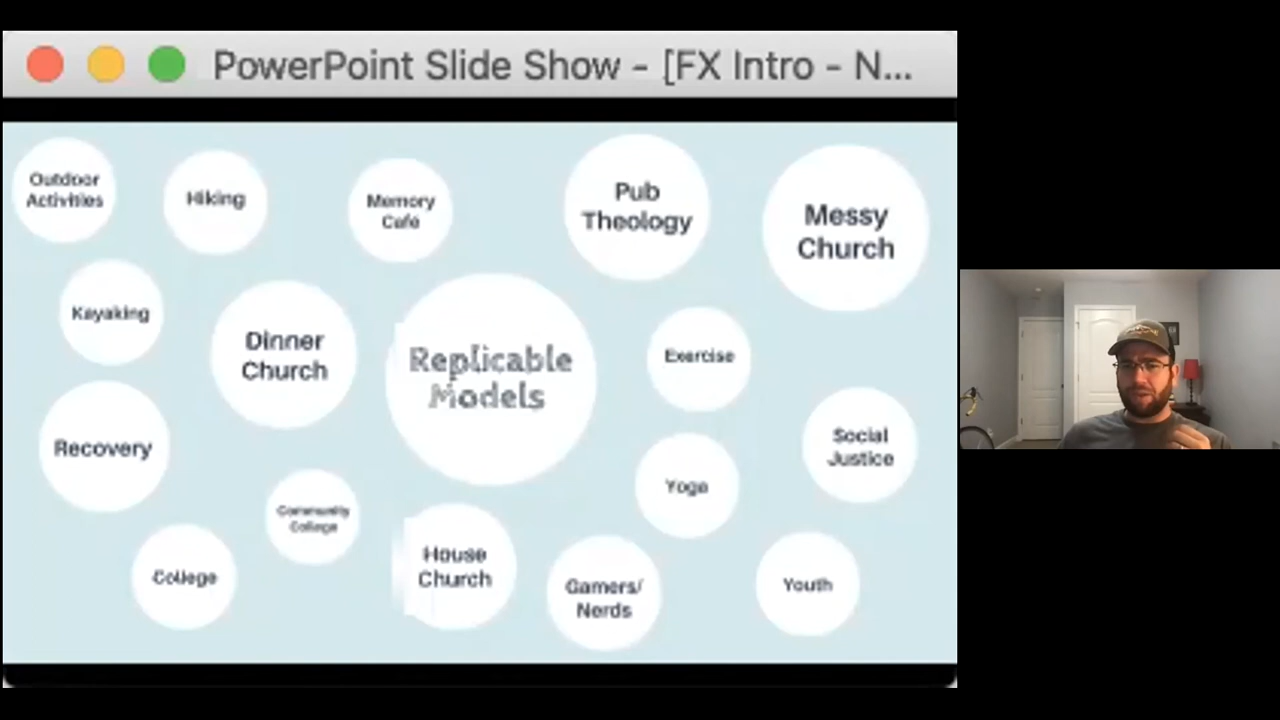 PowerPoint Slide Show - [FX Intro - N...
Outdoor
Activities
Hiking
Memory
Cafe
Pub
Theology
Messy
Church
Kayaking
Dinner
Church
Replicable
Models
Exercise
Recovery
Social
Justice
Yoga
Community
College
House
Church
College
Gamers/
Nerds
Youth